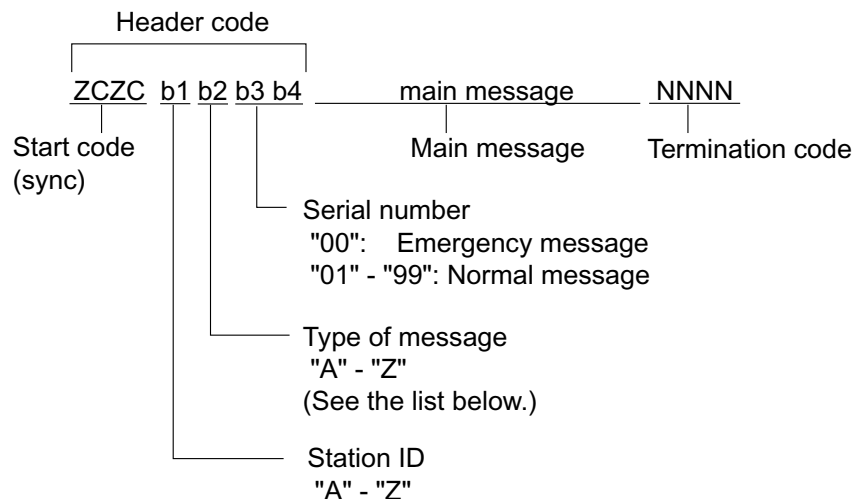 Header code
ZCZC b1 b2 b3 b4 main message NNNN
Start code
(sync)
Main message
Termination code
Serial number
"00": Emergency message
"01" - "99": Normal message
Type of message
"A" - "Z"
(See the list below.)
Station ID
"A" - "Z"